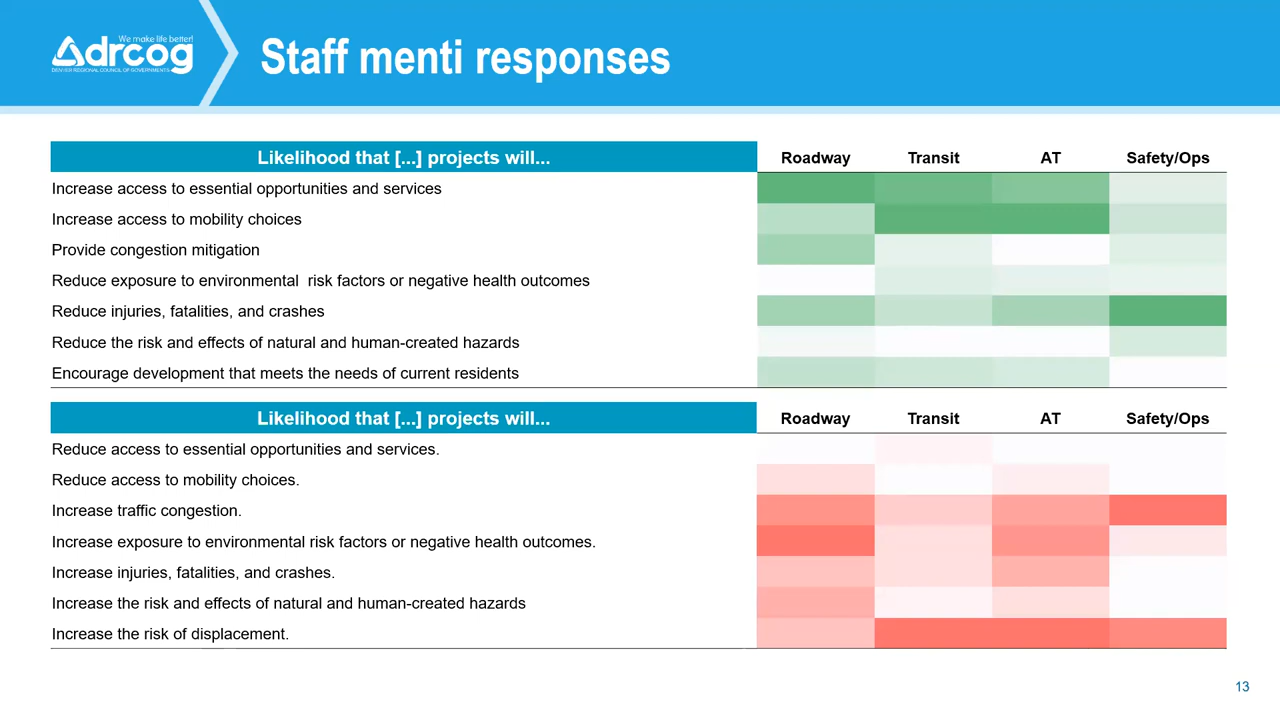 We make life better!
drcog
DENVER REGIONAL COUNCIL OF GOVERNMENTS
Staff menti responses
Likelihood that [...] projects will... Roadway Transit AT Safety/Ops
Increase access to essential opportunities and services
Increase access to mobility choices
Provide congestion mitigation
Reduce exposure to environmental risk factors or negative health outcomes
Reduce injuries, fatalities, and crashes
Reduce the risk and effects of natural and human-created hazards
Encourage development that meets the needs of current residents
Likelihood that [...] projects will... Roadway Transit AT Safety/Ops
Reduce access to essential opportunities and services.
Reduce access to mobility choices.
Increase traffic congestion.
Increase exposure to environmental risk factors or negative health outcomes.
Increase injuries, fatalities, and crashes.
Increase the risk and effects of natural and human-created hazards
Increase the risk of displacement.
13